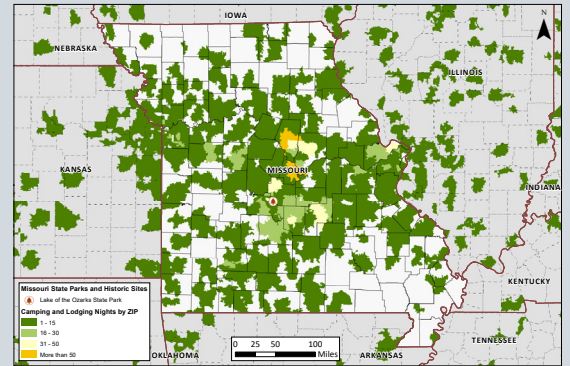 IOWA
N
NEBRASKA
ILLINOIS
KANSAS
MISSOURI
INDIANA
KENTUCKY
TENNESSEE
OKLAHOMA
ARKANSAS
Missouri State Parks and Historic Sites
Lake of the Ozarks State Park
Camping and Lodging Nights by ZIP
1 - 15
16 - 30
31 - 50
More than 50
0 25 50 100
Miles